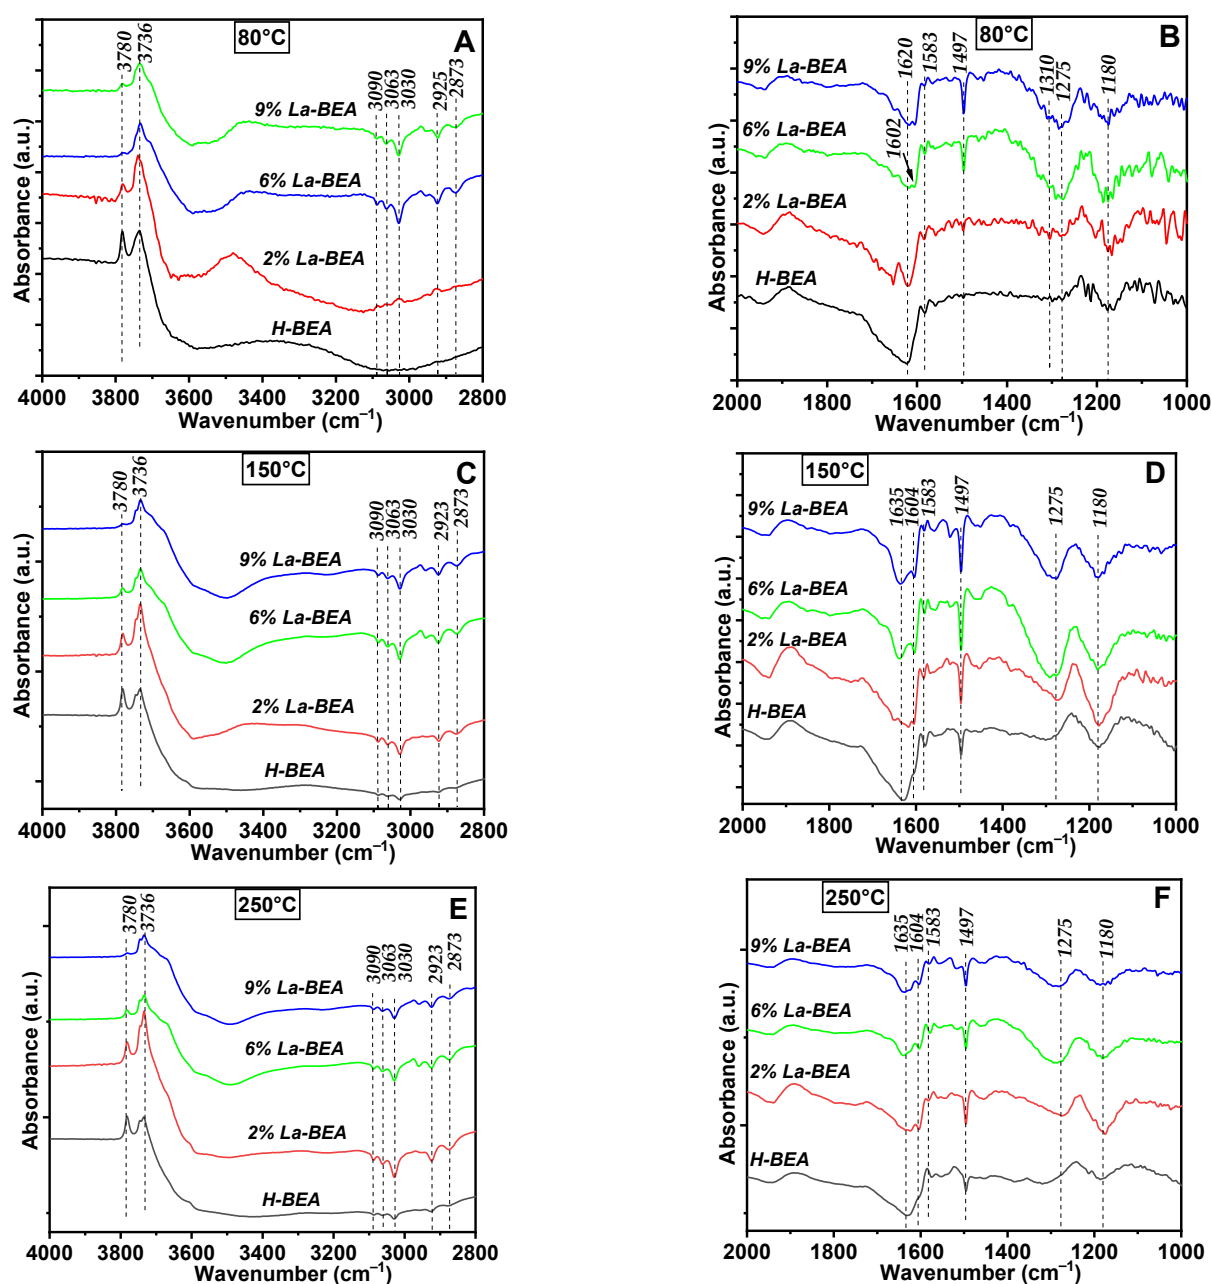 80°C
A
3780
3736
3090
3063
3030
2925
2873
9% La-BEA
6% La-BEA
2% La-BEA
H-BEA
Absorbance (a.u.)
4000 3800 3600 3400 3200 3000 2800
Wavenumber (cm⁻¹)
80°C
B
1620
1583
1497
1310
1275
1180
1602
9% La-BEA
6% La-BEA
2% La-BEA
H-BEA
Absorbance (a.u.)
2000 1800 1600 1400 1200 1000
Wavenumber (cm⁻¹)
150°C
C
3780
3736
3090
3063
3030
2923
2873
9% La-BEA
6% La-BEA
2% La-BEA
H-BEA
Absorbance (a.u.)
4000 3800 3600 3400 3200 3000 2800
Wavenumber (cm⁻¹)
150°C
D
1635
1604
1583
1497
1275
1180
9% La-BEA
6% La-BEA
2% La-BEA
H-BEA
Absorbance (a.u.)
2000 1800 1600 1400 1200 1000
Wavenumber (cm⁻¹)
250°C
E
3780
3736
3090
3063
3030
2923
2873
9% La-BEA
6% La-BEA
2% La-BEA
H-BEA
Absorbance (a.u.)
4000 3800 3600 3400 3200 3000 2800
Wavenumber (cm⁻¹)
250°C
F
1635
1604
1583
1497
1275
1180
9% La-BEA
6% La-BEA
2% La-BEA
H-BEA
Absorbance (a.u.)
2000 1800 1600 1400 1200 1000
Wavenumber (cm⁻¹)